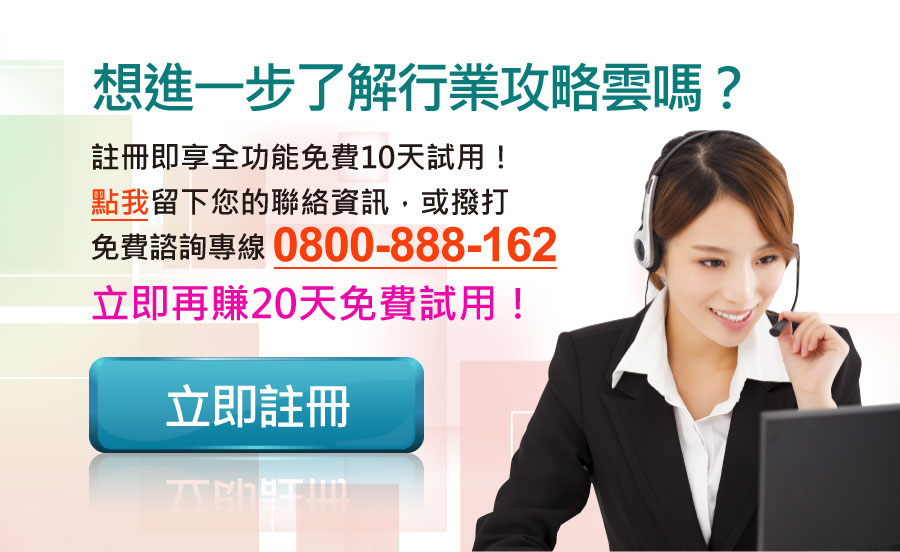 想進一步了解行業攻略雲嗎？
註冊即享全功能免費10天試用！
點我留下您的聯絡資訊，或撥打
免費諮詢專線 0800-888-162
立即再賺20天免費試用！
立即註冊